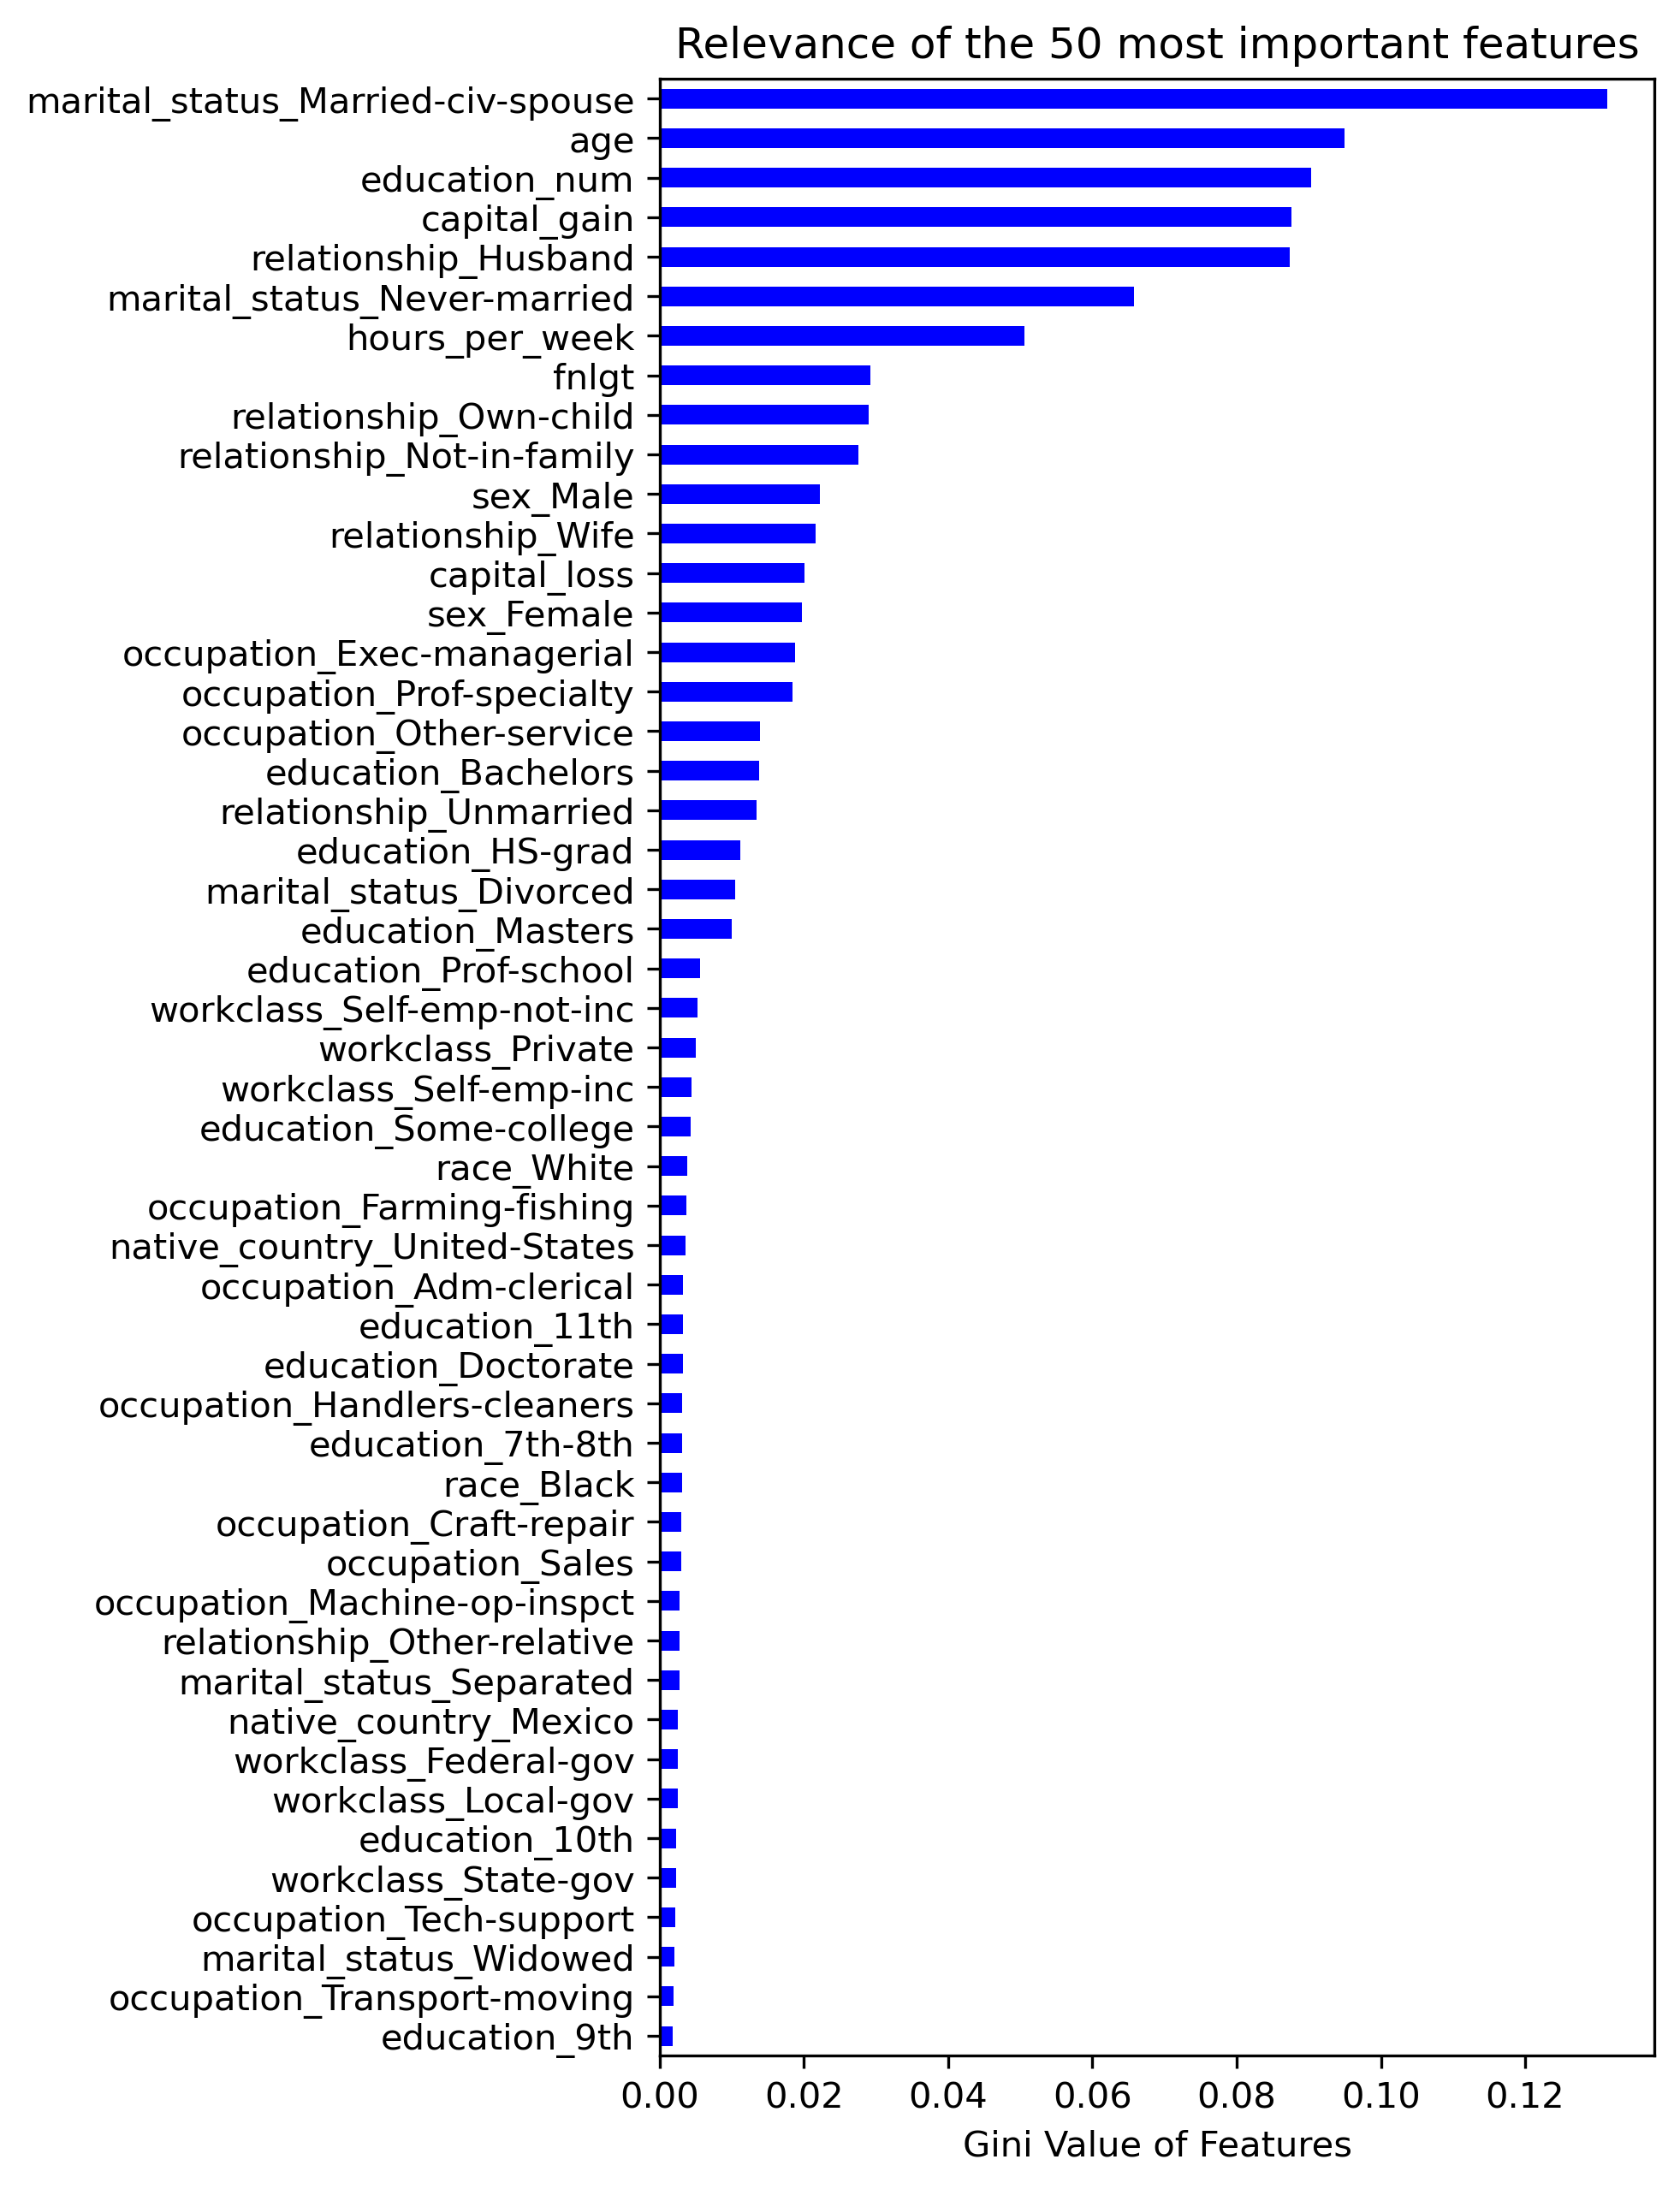 Relevance of the 50 most important features
marital_status_Married-civ-spouse
age
education_num
capital_gain
relationship_Husband
marital_status_Never-married
hours_per_week
fnlgt
relationship_Own-child
relationship_Not-in-family
sex_Male
relationship_Wife
capital_loss
sex_Female
occupation_Exec-managerial
occupation_Prof-specialty
occupation_Other-service
education_Bachelors
relationship_Unmarried
education_HS-grad
marital_status_Divorced
education_Masters
education_Prof-school
workclass_Self-emp-not-inc
workclass_Private
workclass_Self-emp-inc
education_Some-college
race_White
occupation_Farming-fishing
native_country_United-States
occupation_Adm-clerical
education_11th
education_Doctorate
occupation_Handlers-cleaners
education_7th-8th
race_Black
occupation_Craft-repair
occupation_Sales
occupation_Machine-op-inspct
relationship_Other-relative
marital_status_Separated
native_country_Mexico
workclass_Federal-gov
workclass_Local-gov
education_10th
workclass_State-gov
occupation_Tech-support
marital_status_Widowed
occupation_Transport-moving
education_9th
0.00 0.02 0.04 0.06 0.08 0.10 0.12
Gini Value of Features